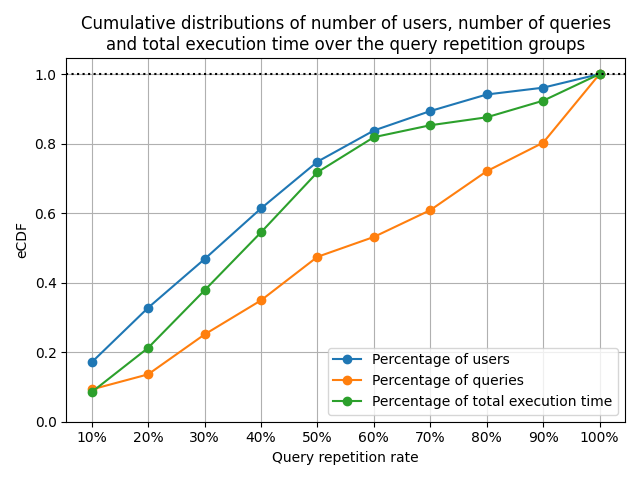 Cumulative distributions of number of users, number of queries
and total execution time over the query repetition groups
eCDF
1.0
0.8
0.6
0.4
0.2
0.0
Percentage of users
Percentage of queries
Percentage of total execution time
10% 20% 30% 40% 50% 60% 70% 80% 90% 100%
Query repetition rate